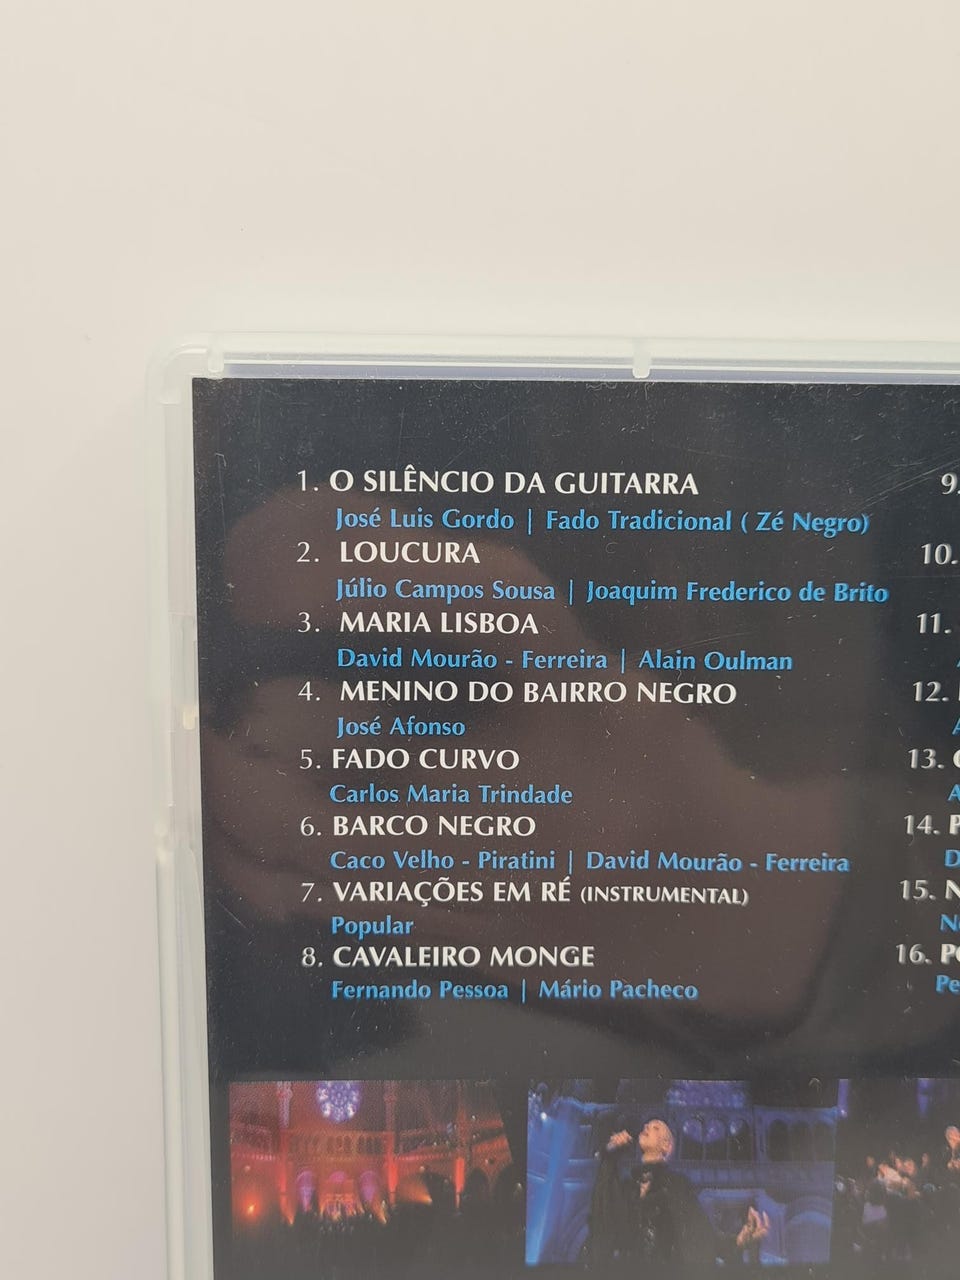 1. O SILÊNCIO DA GUITARRA
José Luis Gordo | Fado Tradicional ( Zé Negro)
2. LOUCURA
Júlio Campos Sousa | Joaquim Frederico de Brito
3. MARIA LISBOA
David Mourão - Ferreira | Alain Oulman
4. MENINO DO BAIRRO NEGRO
José Afonso
5. FADO CURVO
Carlos Maria Trindade
6. BARCO NEGRO
Caco Velho - Piratini | David Mourão - Ferreira
7. VARIAÇÕES EM RÉ (INSTRUMENTAL)
Popular
8. CAVALEIRO MONGE
Fernando Pessoa | Mário Pacheco
9.
10.
11.
12.
13.
14.
15.
16.